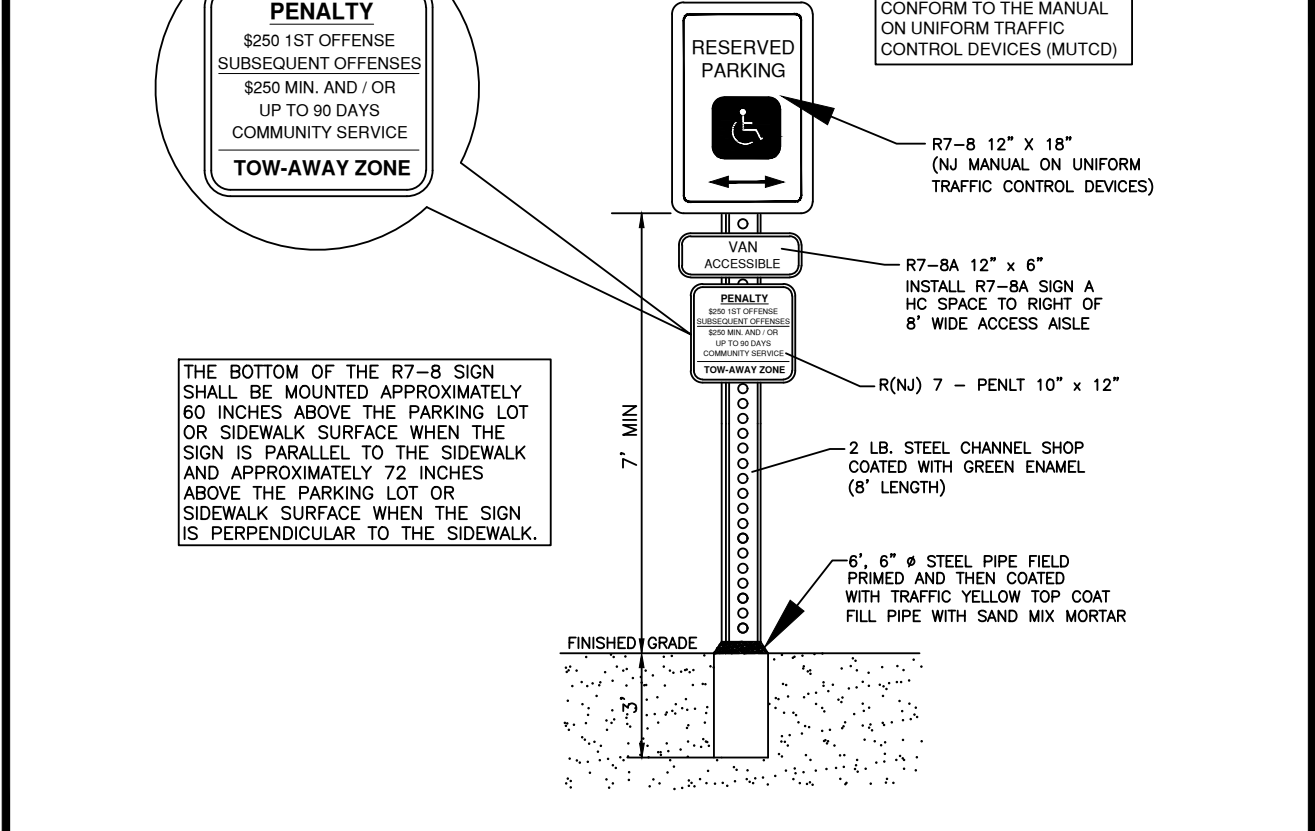 PENALTY
$250 1ST OFFENSE
SUBSEQUENT OFFENSES
$250 MIN. AND / OR
UP TO 90 DAYS
COMMUNITY SERVICE
TOW-AWAY ZONE
RESERVED
PARKING
CONFORM TO THE MANUAL
ON UNIFORM TRAFFIC
CONTROL DEVICES (MUTCD)
R7-8 12" X 18"
(NJ MANUAL ON UNIFORM
TRAFFIC CONTROL DEVICES)
VAN
ACCESSIBLE
R7-8A 12" x 6"
INSTALL R7-8A SIGN A
HC SPACE TO RIGHT OF
8' WIDE ACCESS AISLE
PENALTY
$250 1ST OFFENSE
SUBSEQUENT OFFENSES
$250 MIN. AND / OR
UP TO 90 DAYS
COMMUNITY SERVICE
TOW-AWAY ZONE
R(NJ) 7 - PENLT 10" x 12"
THE BOTTOM OF THE R7-8 SIGN
SHALL BE MOUNTED APPROXIMATELY
60 INCHES ABOVE THE PARKING LOT
OR SIDEWALK SURFACE WHEN THE
SIGN IS PARALLEL TO THE SIDEWALK
AND APPROXIMATELY 72 INCHES
ABOVE THE PARKING LOT OR
SIDEWALK SURFACE WHEN THE SIGN
IS PERPENDICULAR TO THE SIDEWALK.
7' MIN
2 LB. STEEL CHANNEL SHOP
COATED WITH GREEN ENAMEL
(8' LENGTH)
6', 6" ø STEEL PIPE FIELD
PRIMED AND THEN COATED
WITH TRAFFIC YELLOW TOP COAT
FILL PIPE WITH SAND MIX MORTAR
FINISHED GRADE
3'